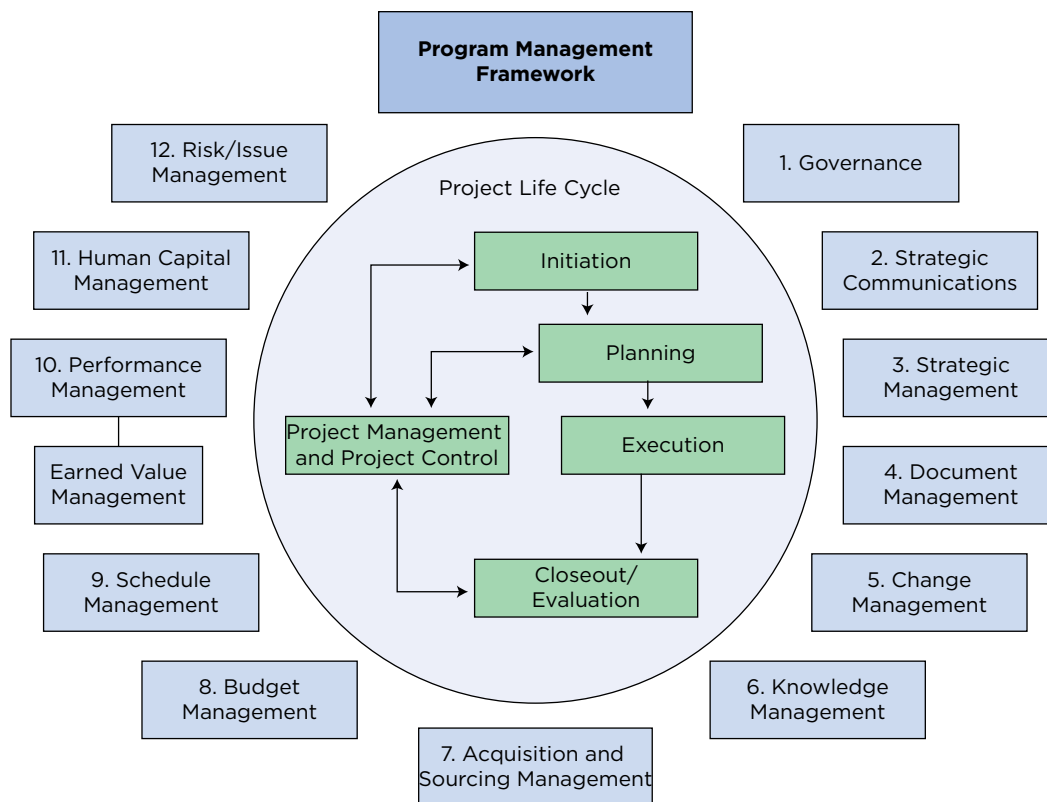 Program Management
Framework
12. Risk/Issue
Management
1. Governance
Project Life Cycle
11. Human Capital
Management
Initiation
2. Strategic
Communications
10. Performance
Management
Planning
3. Strategic
Management
Project Management
and Project Control
Execution
Earned Value
Management
4. Document
Management
9. Schedule
Management
Closeout/
Evaluation
5. Change
Management
8. Budget
Management
6. Knowledge
Management
7. Acquisition and
Sourcing Management